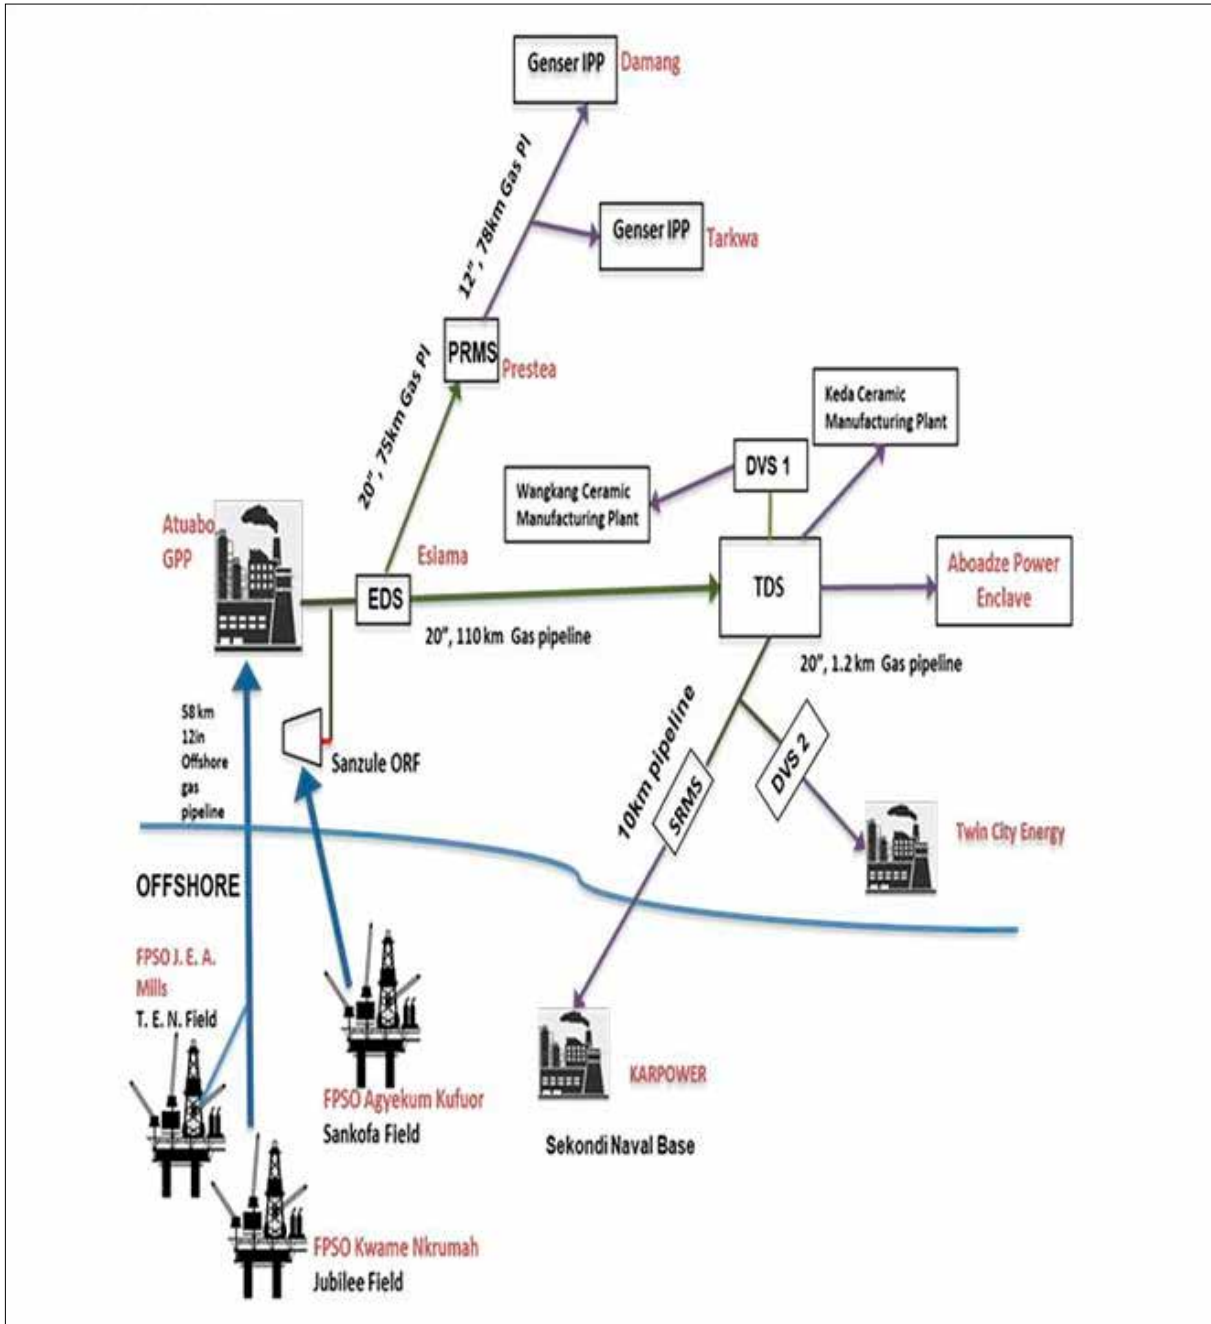 Genser IPP
Damang
12", 78km Gas Pl
Genser IPP
Tarkwa
PRMS
Prestea
20", 75km Gas Pl
Keda Ceramic
Manufacturing Plant
DVS 1
Wangkang Ceramic
Manufacturing Plant
Atuabo
GPP
Esiama
EDS
TDS
Aboadze Power
Enclave
20", 110 km Gas pipeline
20", 1.2 km Gas pipeline
58 km
12in
Offshore
gas
pipeline
Sanzule ORF
10km pipeline
SRMS
DVS 2
Twin City Energy
OFFSHORE
FPSO J. E. A.
Mills
T. E. N. Field
FPSO Agyekum Kufuor
Sankofa Field
KARPOWER
Sekondi Naval Base
FPSO Kwame Nkrumah
Jubilee Field